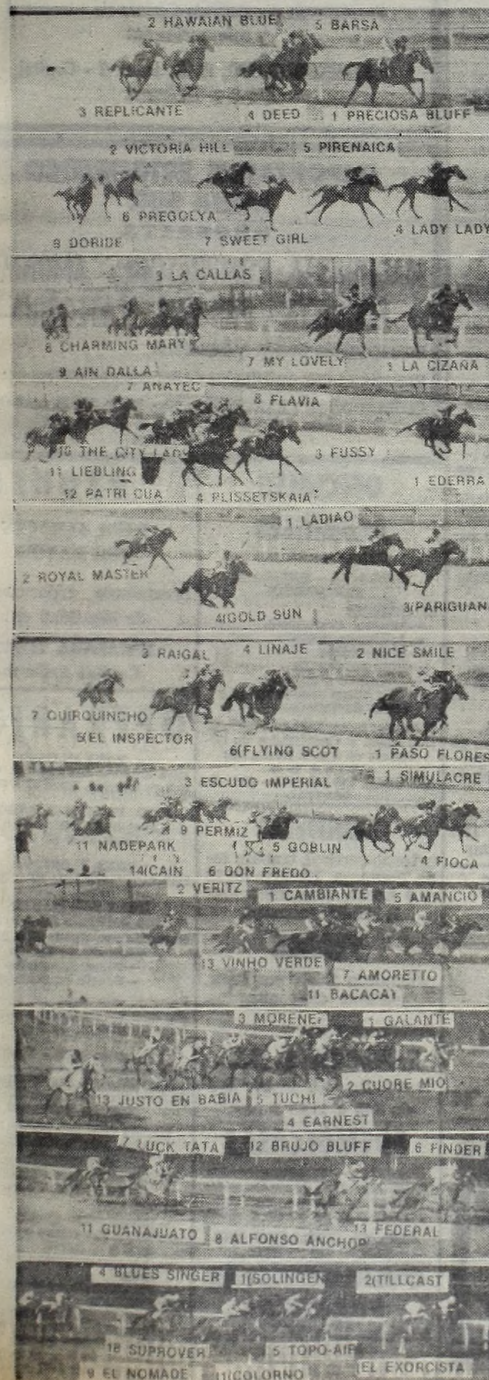 2 HAWAIAN BLUE 5 BARSA
3 REPLICANTE 4 DEED 1 PRECIOSA BLUFF
2 VICTORIA HILL 5 PIRENAICA
6 PREGOLYA 4 LADY LADY
9 DORIDE 7 SWEET GIRL
3 LA CALLAS
8 CHARMING MARY 7 MY LOVELY 1 LA CIZAÑA
9 AIN DALLA
7 ANAYEC 8 FLAVIA
10 THE CITY LADY 3 FUSSY
11 LIEBLING 1 EDERRA
12 PATRICUA 4 PLISSETSKAIA
1 LADIAO
2 ROYAL MASTER
4(GOLD SUN 3(PARIGUAN
3 RAIGAL 4 LINAJE 2 NICE SMILE
7 QUIRQUINCHO
5(EL INSPECTOR 6(FLYING SCOT 1 PASO FLORES
3 ESCUDO IMPERIAL 1 SIMULACRE
9 PERMIZ
11 NADEPARK 5 GOBLIN
14(CAIN 6 DON FREDO 4 FIOCA
2 VERITZ 1 CAMBIANTE 5 AMANCIO
13 VINHO VERDE 7 AMORETTO
11 BACACAY
3 MORENE 1 GALANTE
13 JUSTO EN BABIA 5 TUCHI 2 CUORE MIO
4 EARNEST
7 LUCK TATA 12 BRUJO BLUFF 6 FINDER
11 GUANAJUATO 8 ALFONSO ANCHOR 13 FEDERAL
4 BLUES SINGER 1(SOLINGEN 2(TILLCAST
16 SUPROVER 5 TOPO-AIR
9 EL NOMADE 11(COLORNO EL EXORCISTA